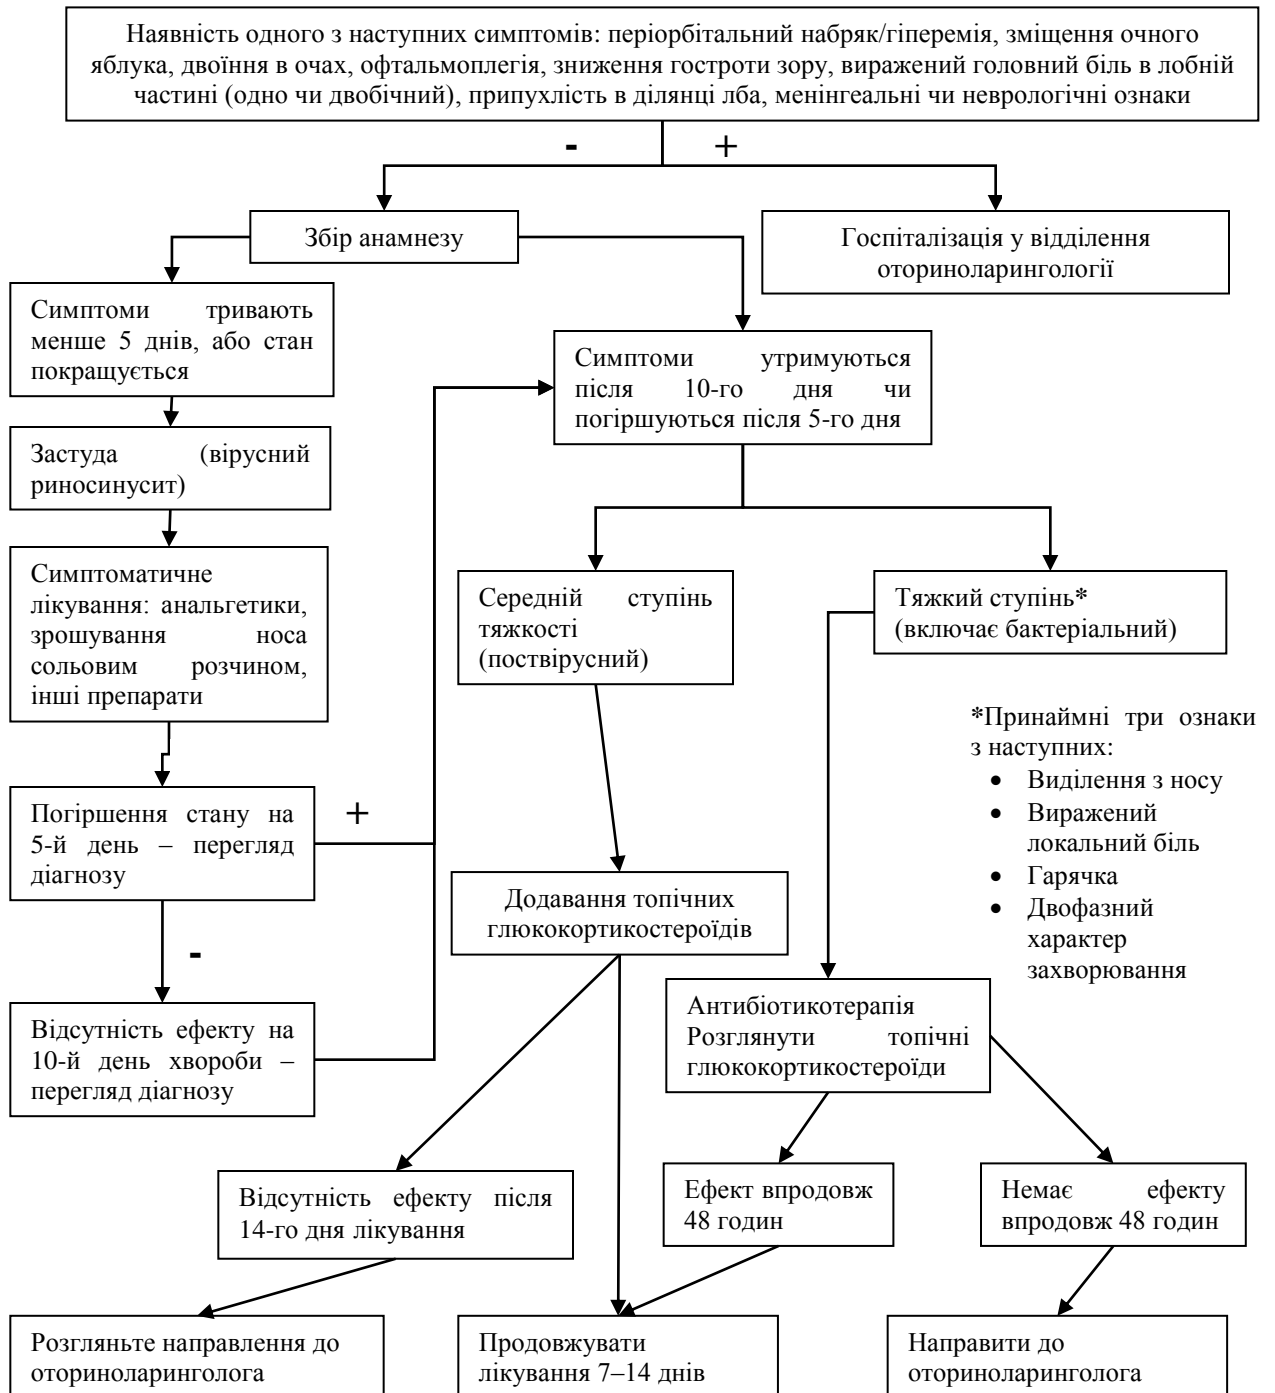 Наявність одного з наступних симптомів: періорбітальний набряк/гіперемія, зміщення очного
яблука, двоїння в очах, офтальмоплегія, зниження гостроти зору, виражений головний біль в лобній
частині (одно чи двобічний), припухлість в ділянці лба, менінгеальні чи неврологічні ознаки
-
+
Збір анамнезу
Госпіталізація у відділення
оториноларингології
Симптоми тривають
менше 5 днів, або стан
покращується
Симптоми утримуються
після 10-го дня чи
погіршуються після 5-го дня
Застуда (вірусний
риносинусит)
Симптоматичне
лікування: анальгетики,
зрошування носа
сольовим розчином,
інші препарати
Середній ступінь
тяжкості
(поствірусний)
Тяжкий ступінь*
(включає бактеріальний)
*Принаймні три ознаки
з наступних:
• Виділення з носу
• Виражений
локальний біль
• Гарячка
• Двофазний
характер
захворювання
Погіршення стану на
5-й день – перегляд
діагнозу
+
-
Додавання топічних
глюкокортикостероїдів
Відсутність ефекту на
10-й день хвороби –
перегляд діагнозу
Антибіотикотерапія
Розглянути топічні
глюкокортикостероїди
Відсутність ефекту після
14-го дня лікування
Ефект впродовж
48 годин
Немає ефекту
впродовж 48 годин
Розгляньте направлення до
оториноларинголога
Продовжувати
лікування 7–14 днів
Направити до
оториноларинголога